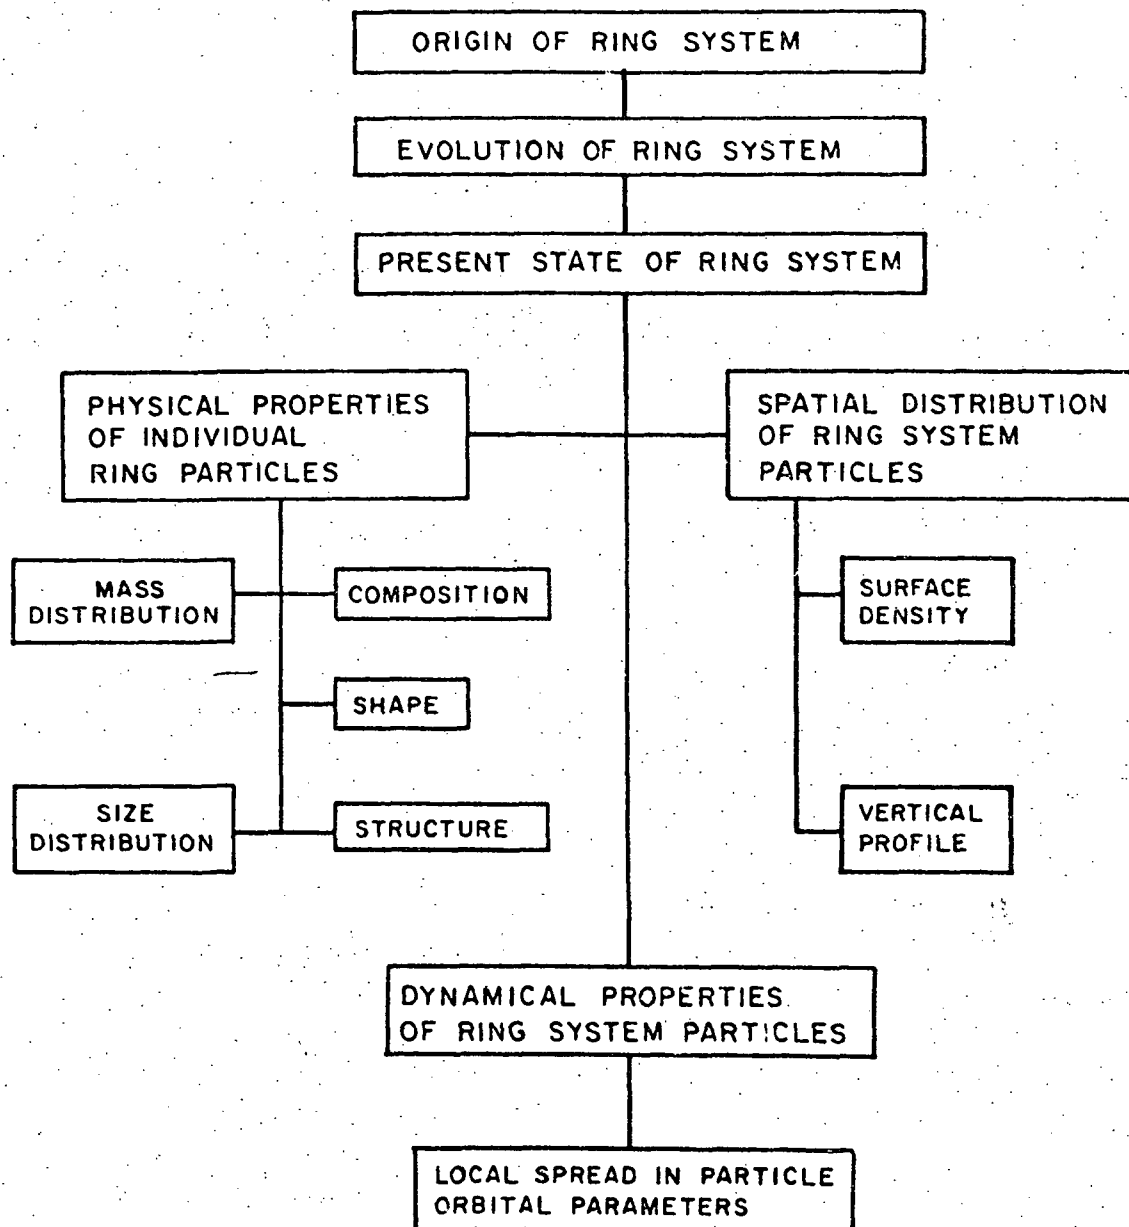 ORIGIN OF RING SYSTEM
EVOLUTION OF RING SYSTEM
PRESENT STATE OF RING SYSTEM
PHYSICAL PROPERTIES
OF INDIVIDUAL
RING PARTICLES
SPATIAL DISTRIBUTION
OF RING SYSTEM
PARTICLES
MASS
DISTRIBUTION
COMPOSITION
SURFACE
DENSITY
SHAPE
SIZE
DISTRIBUTION
STRUCTURE
VERTICAL
PROFILE
DYNAMICAL PROPERTIES
OF RING SYSTEM PARTICLES
LOCAL SPREAD IN PARTICLE
ORBITAL PARAMETERS